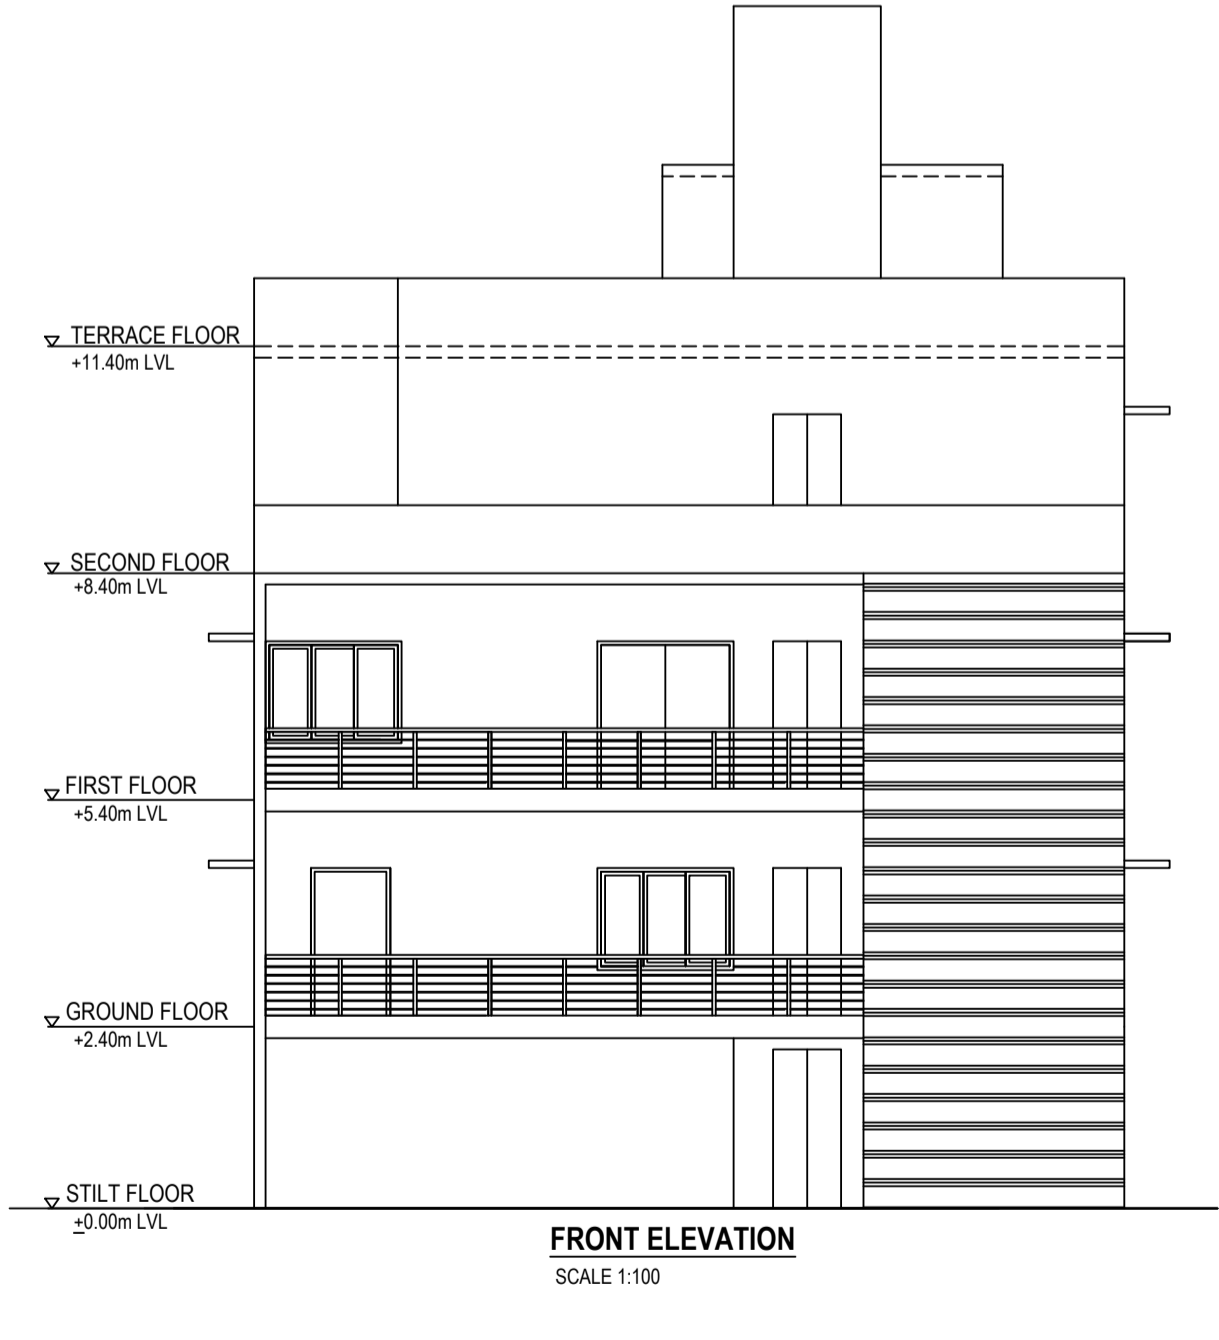 TERRACE FLOOR
+11.40m LVL
SECOND FLOOR
+8.40m LVL
FIRST FLOOR
+5.40m LVL
GROUND FLOOR
+2.40m LVL
STILT FLOOR
±0.00m LVL
FRONT ELEVATION
SCALE 1:100